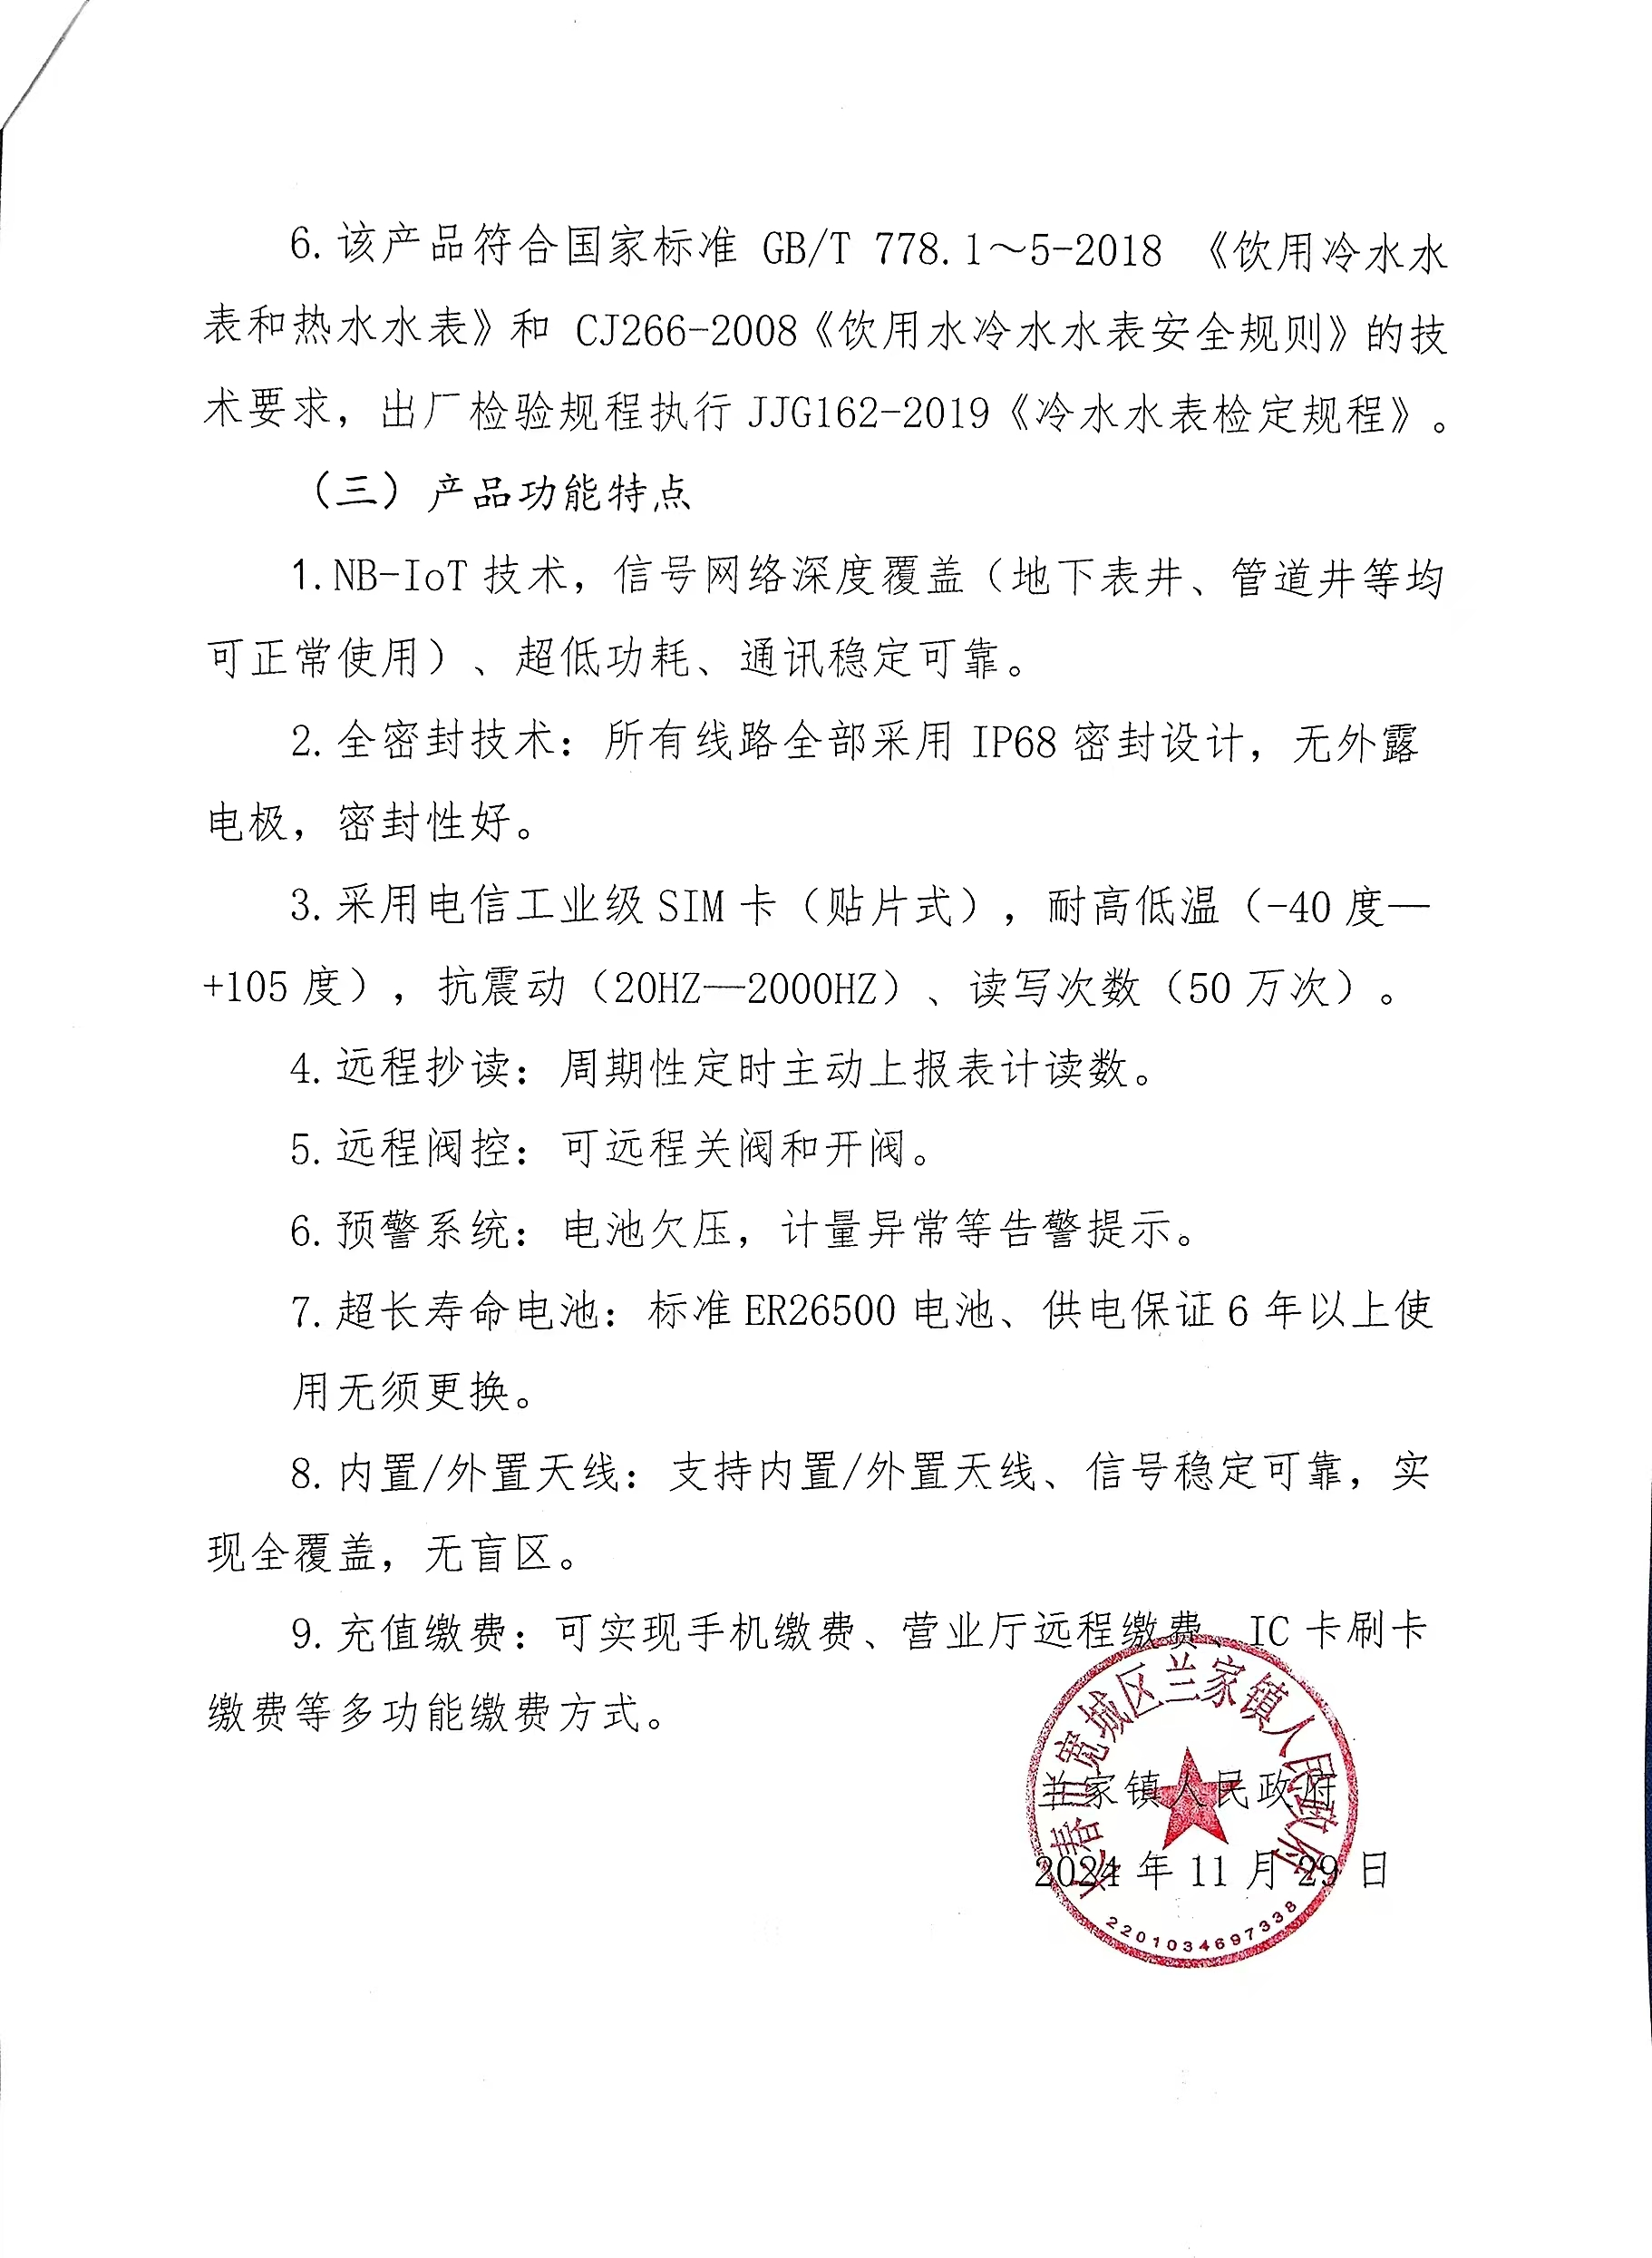 6.该产品符合国家标准 GB/T 778.1～5-2018 《饮用冷水水
表和热水水表》和 CJ266-2008《饮用水冷水水表安全规则》的技
术要求，出厂检验规程执行 JJG162-2019《冷水水表检定规程》。
（三）产品功能特点
1.NB-IoT 技术，信号网络深度覆盖（地下表井、管道井等均
可正常使用）、超低功耗、通讯稳定可靠。
2.全密封技术：所有线路全部采用 IP68 密封设计，无外露
电极，密封性好。
3.采用电信工业级 SIM 卡（贴片式），耐高低温（-40 度—
+105 度），抗震动（20HZ—2000HZ）、读写次数（50 万次）。
4.远程抄读：周期性定时主动上报表计读数。
5.远程阀控：可远程关阀和开阀。
6.预警系统：电池欠压，计量异常等告警提示。
7.超长寿命电池：标准 ER26500 电池、供电保证 6 年以上使
用无须更换。
8.内置/外置天线：支持内置/外置天线、信号稳定可靠，实
现全覆盖，无盲区。
9.充值缴费：可实现手机缴费、营业厅远程缴费、IC 卡刷卡
缴费等多功能缴费方式。
长春市宽城区兰家镇人民政府
兰家镇人民政府
2024 年 11 月 29 日
2201034697338